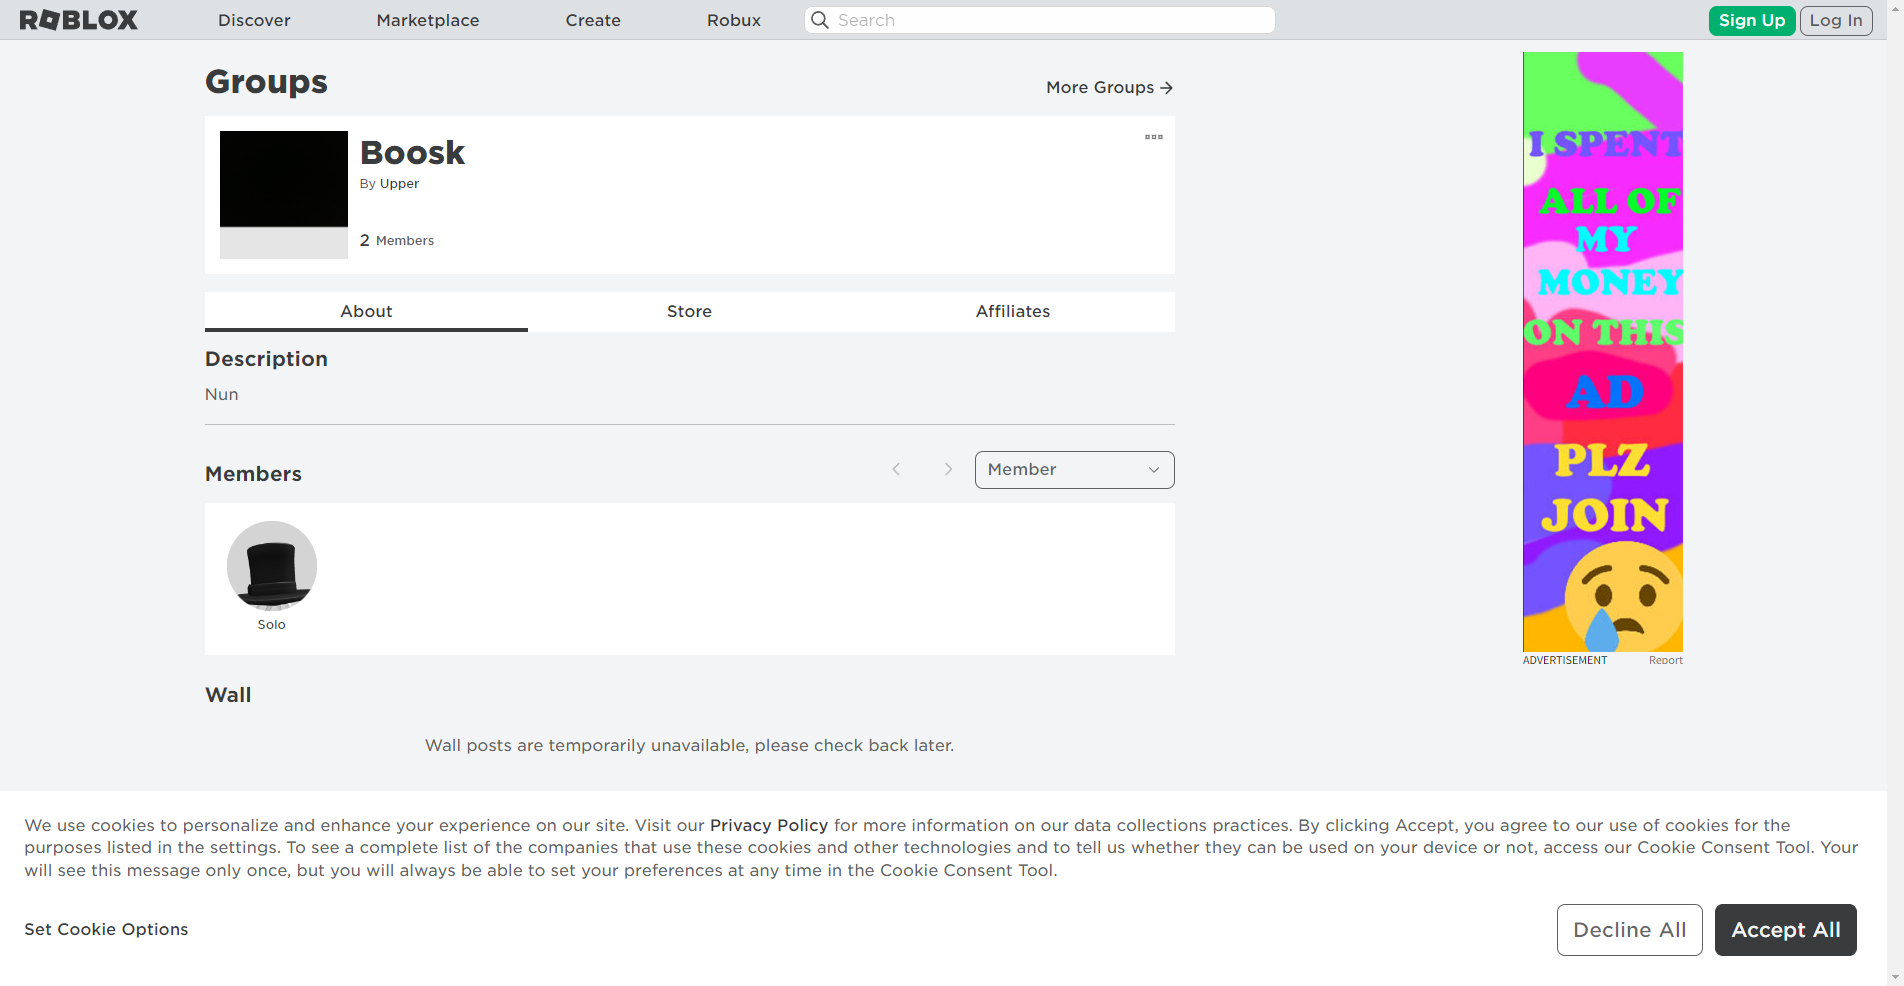 ROBLOX
Discover
Marketplace
Create
Robux
Search
Sign Up
Log In
Groups
More Groups
Boosk
By Upper
2 Members
About
Store
Affiliates
Description
Nun
Members
Member
Solo
Wall
Wall posts are temporarily unavailable, please check back later.
I SPENT
ALL OF
MY
MONEY
ON THIS
AD
PLZ
JOIN
ADVERTISEMENT
Report
We use cookies to personalize and enhance your experience on our site. Visit our Privacy Policy for more information on our data collections practices. By clicking Accept, you agree to our use of cookies for the
purposes listed in the settings. To see a complete list of the companies that use these cookies and other technologies and to tell us whether they can be used on your device or not, access our Cookie Consent Tool. Your
will see this message only once, but you will always be able to set your preferences at any time in the Cookie Consent Tool.
Set Cookie Options
Decline All
Accept All